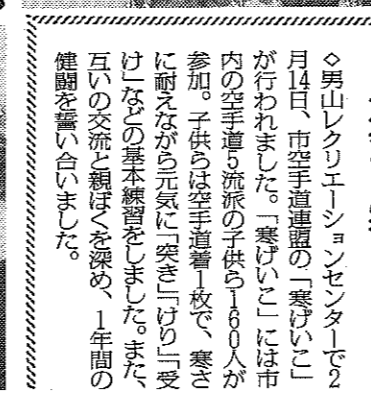 ◇男山レクリエーションセンターで2
月14日、市空手道連盟の「寒げいこ」
が行われました。「寒げいこ」には市
内の空手道5流派の子供ら160人が
参加。子供らは空手道着1枚で、寒さ
に耐えながら元気に「突き」「けり」「受
け」などの基本練習をしました。また、
互いの交流と親ぼくを深め、1年間の
健闘を誓い合いました。